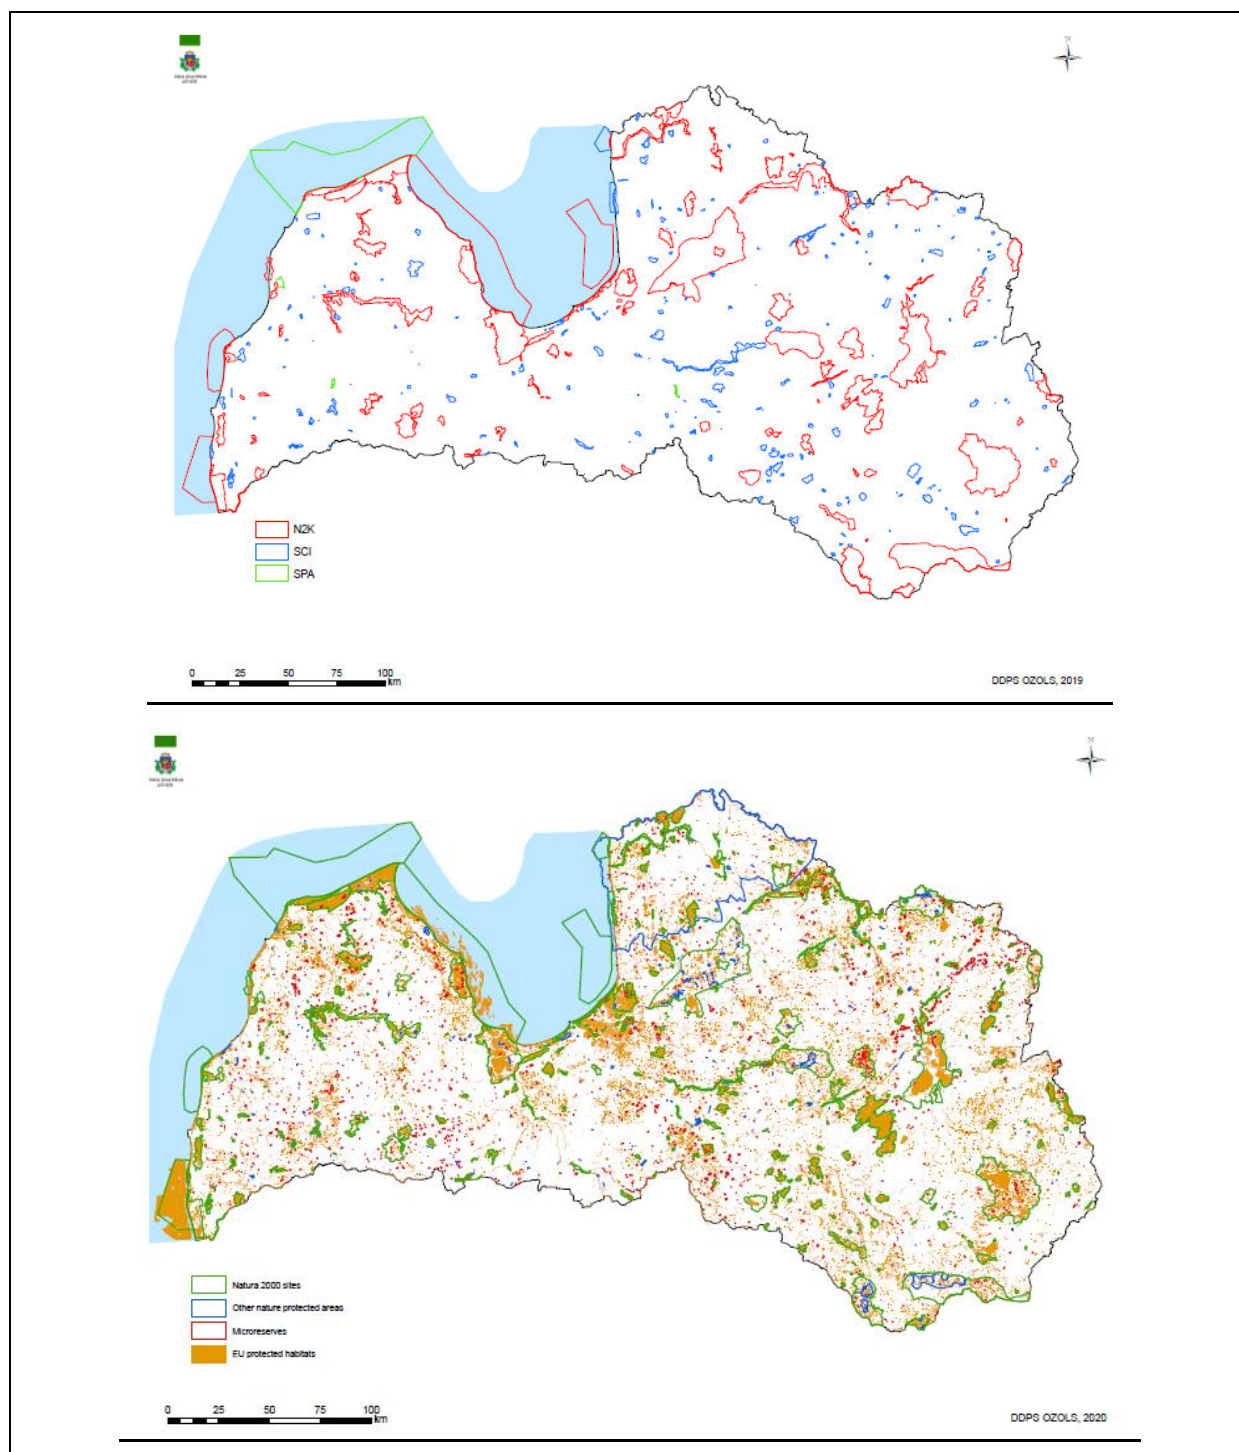 N
N2K
SCI
SPA
0 25 50 75 100
km
DDPS OZOLS, 2019
N
Natura 2000 sites
Other nature protected areas
Microreserves
EU protected habitats
0 25 50 75 100
km
DDPS OZOLS, 2020